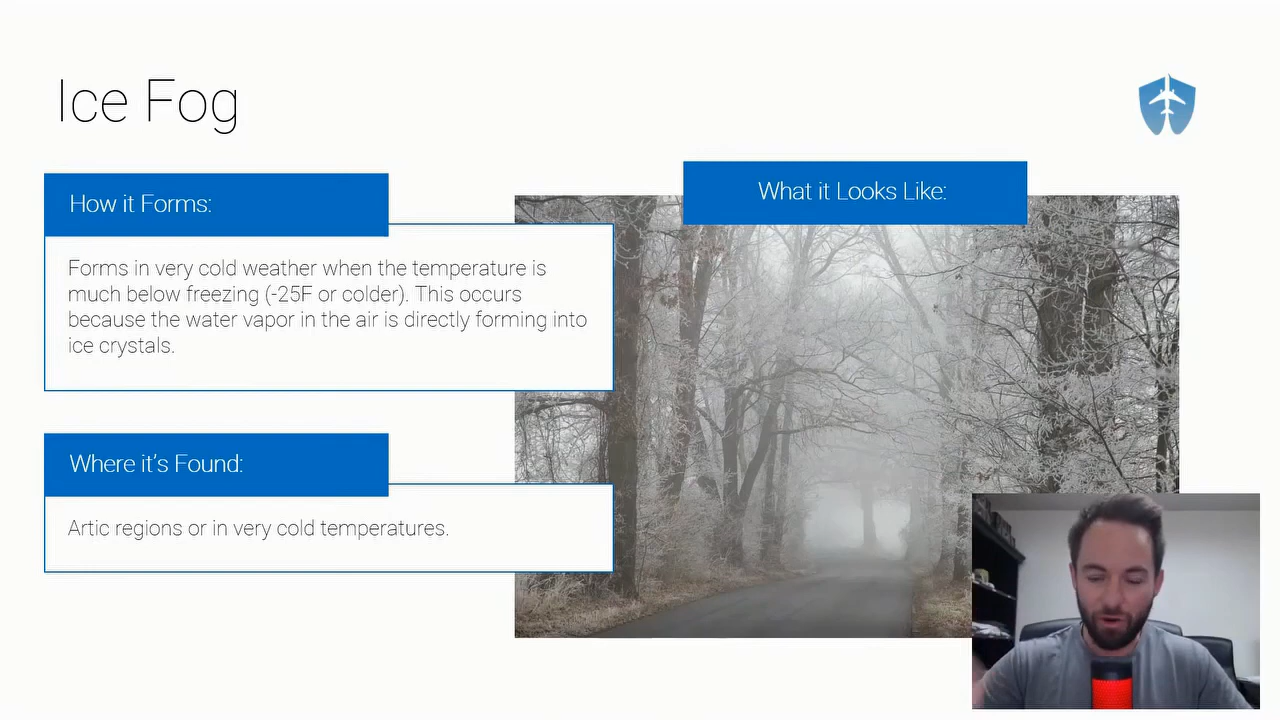 Ice Fog
How it Forms:
Forms in very cold weather when the temperature is
much below freezing (-25F or colder). This occurs
because the water vapor in the air is directly forming into
ice crystals.
Where it's Found:
Artic regions or in very cold temperatures.
What it Looks Like: